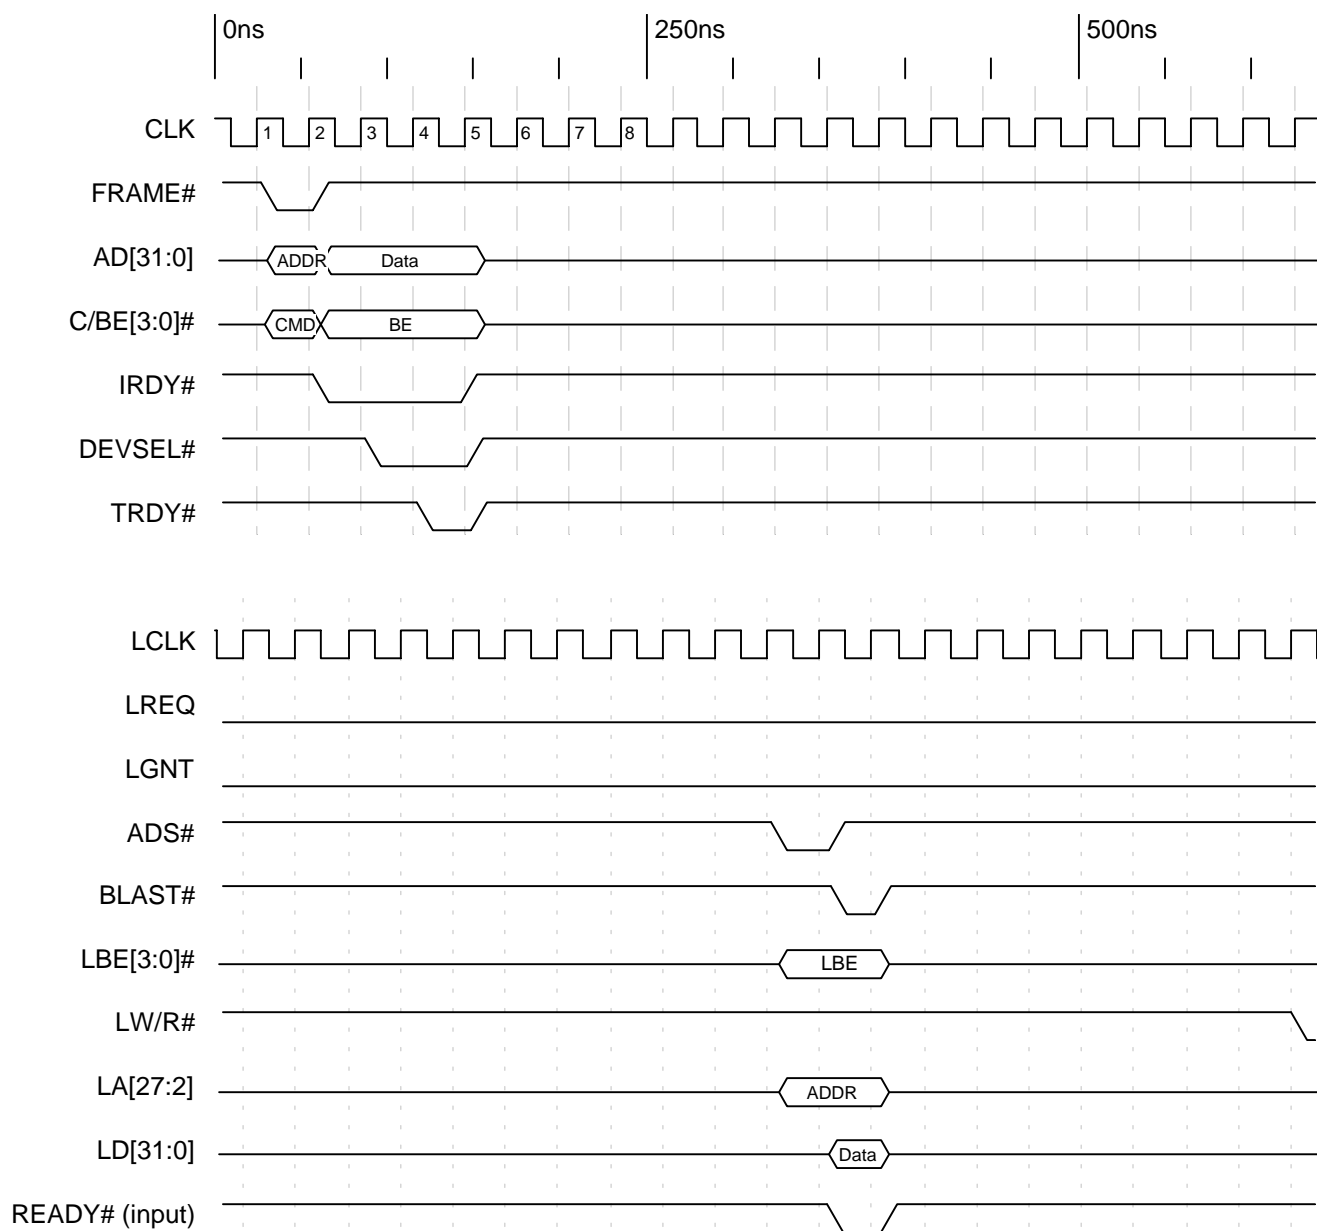 0ns 250ns 500ns
CLK 1 2 3 4 5 6 7 8
FRAME#
AD[31:0] ADDR Data
C/BE[3:0]# CMD BE
IRDY#
DEVSEL#
TRDY#
LCLK
LREQ
LGNT
ADS#
BLAST#
LBE[3:0]# LBE
LW/R#
LA[27:2] ADDR
LD[31:0] Data
READY# (input)